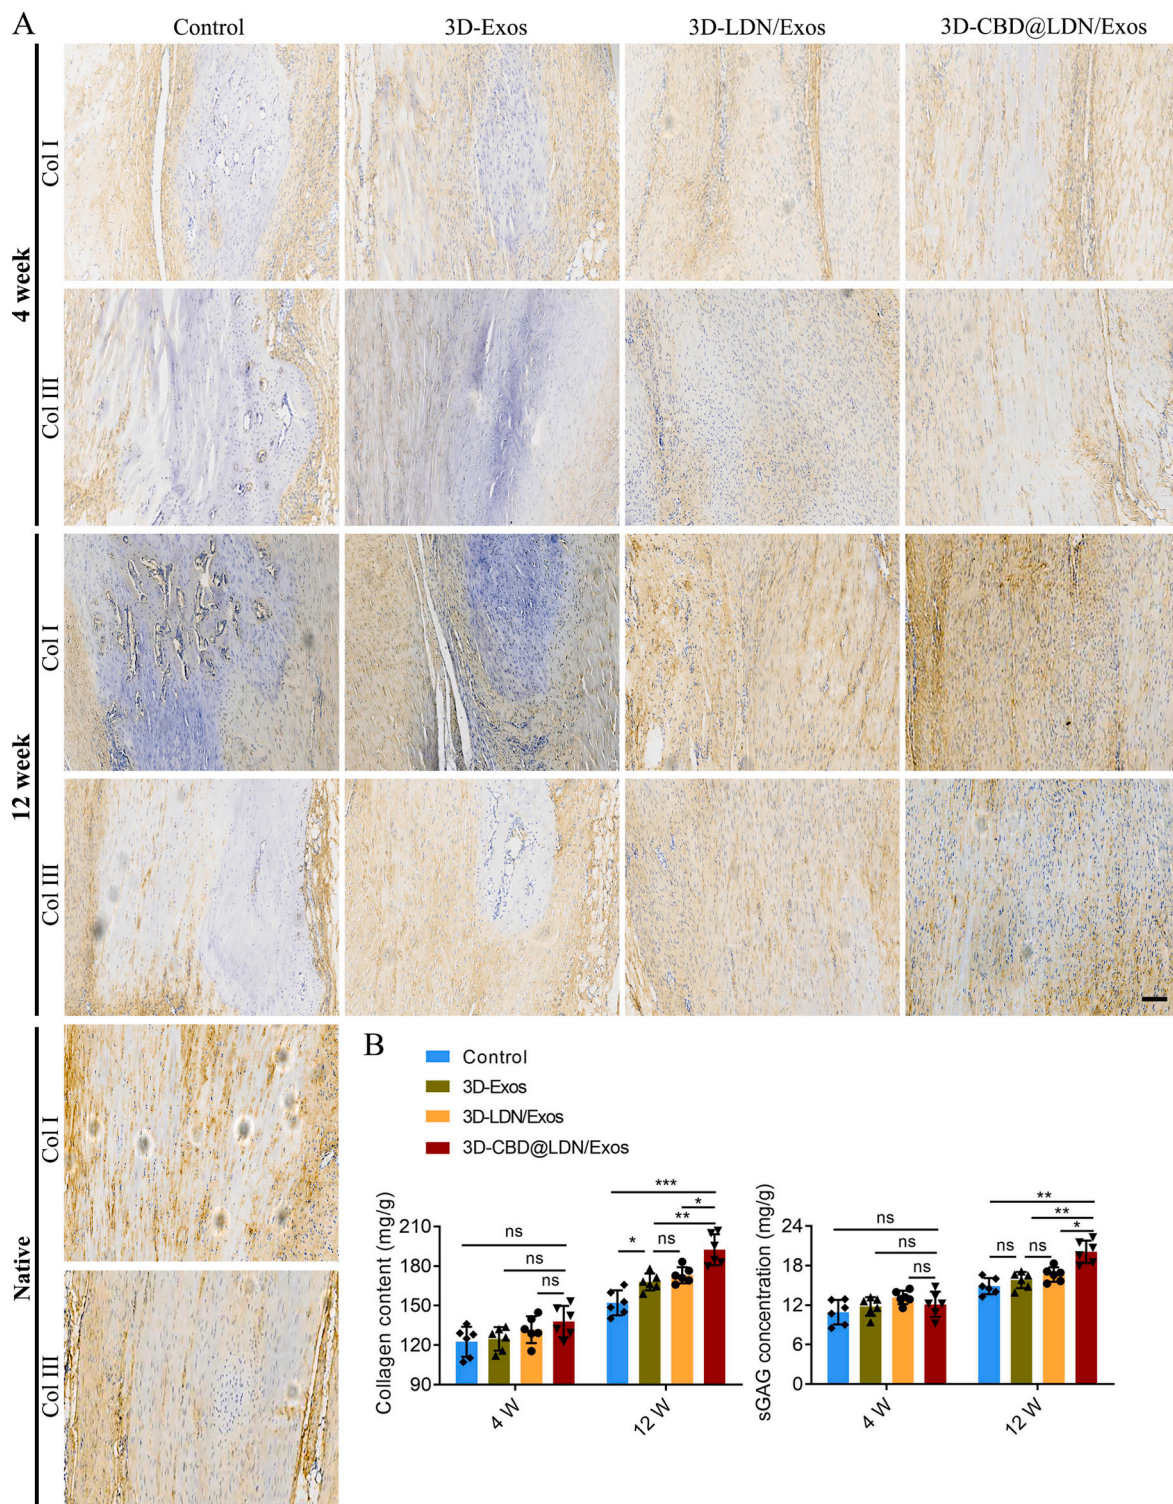 A
Control
3D-Exos
3D-LDN/Exos
3D-CBD@LDN/Exos
4 week
Col I
Col III
12 week
Col I
Col III
Native
Col I
Col III
B
Control
3D-Exos
3D-LDN/Exos
3D-CBD@LDN/Exos
Collagen content (mg/g)
210
180
150
120
90
ns
ns
ns
***
*
**
* ns
4 W
12 W
sGAG concentration (mg/g)
24
18
12
6
0
ns
ns
ns
**
**
*
ns ns
4 W
12 W